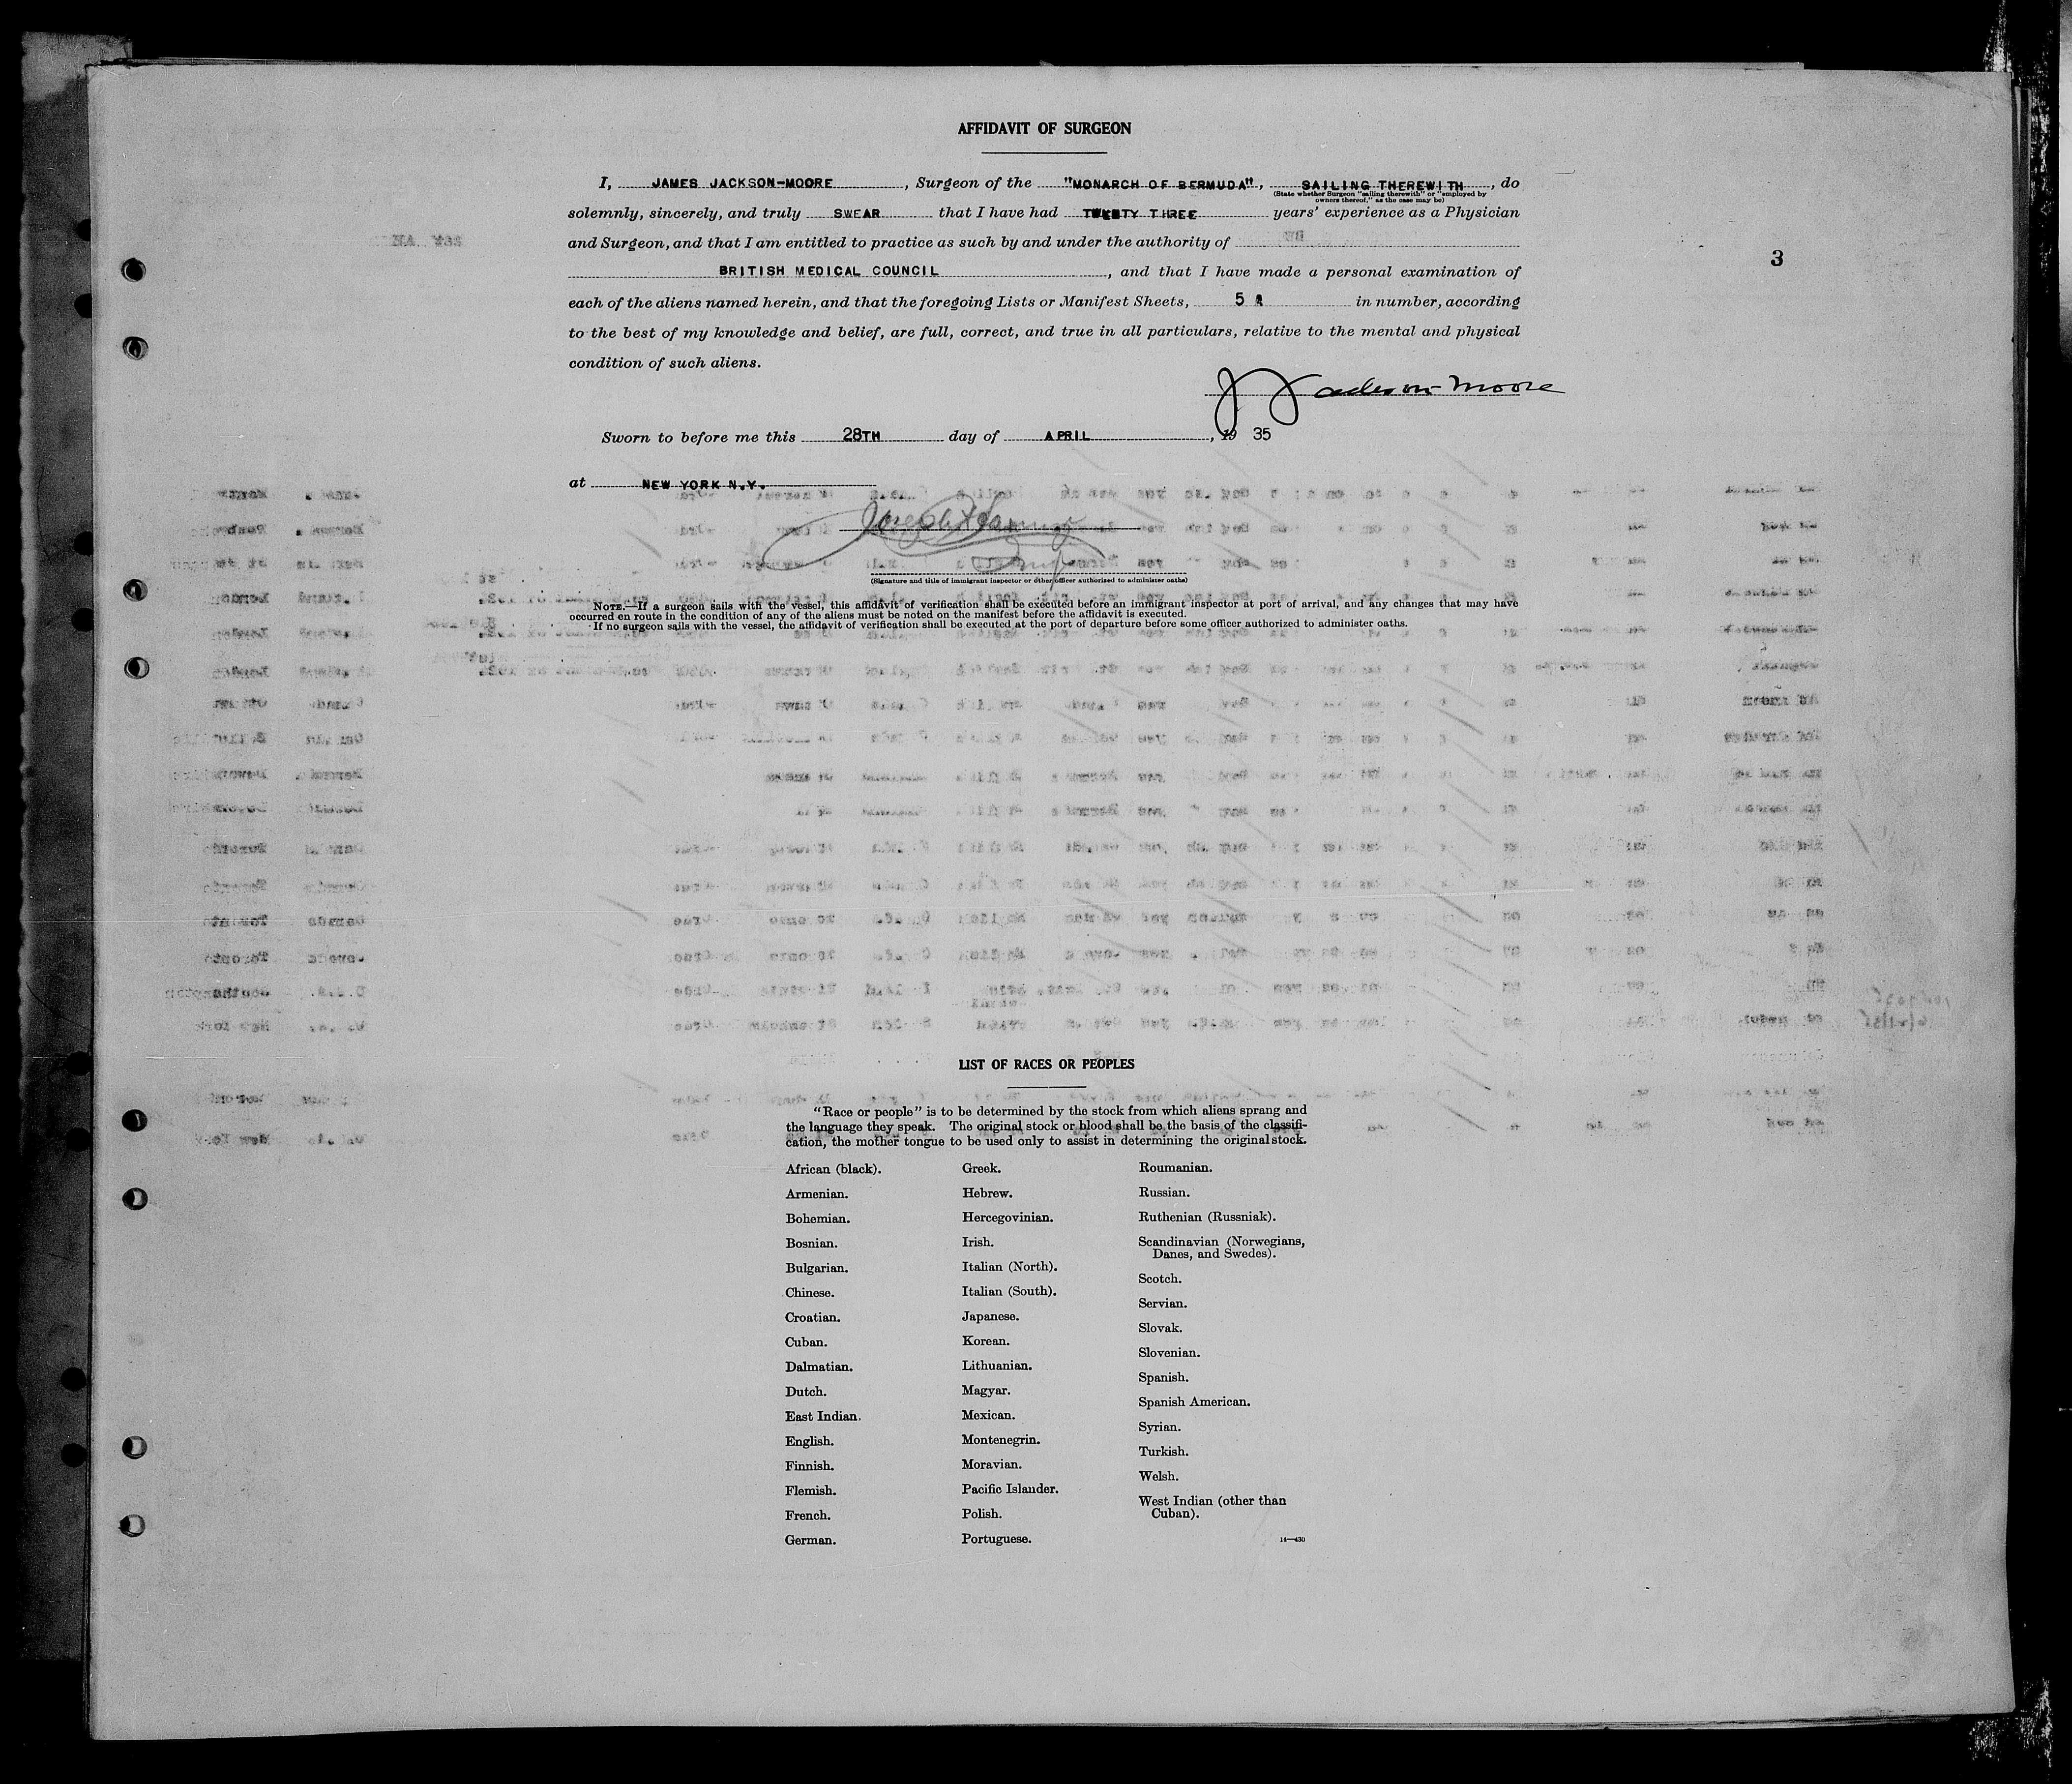 AFFIDAVIT OF SURGEON
I, JAMES JACKSON-MOORE, Surgeon of the "MONARCH OF BERMUDA", SAILING THEREWITH, do
(State whether Surgeon "sailing therewith" or "employed by
owners thereof," as the case may be)
solemnly, sincerely, and truly SWEAR that I have had TWENTY THREE years' experience as a Physician
and Surgeon, and that I am entitled to practice as such by and under the authority of
3
BRITISH MEDICAL COUNCIL, and that I have made a personal examination of
each of the aliens named herein, and that the foregoing Lists or Manifest Sheets, 5 in number, according
to the best of my knowledge and belief, are full, correct, and true in all particulars, relative to the mental and physical
condition of such aliens.
J Jackson-Moore
Sworn to before me this 28TH day of APRIL, 19 35
at NEW YORK N.Y.
(Signature and title of immigrant inspector or other officer authorized to administer oaths)
NOTE.—If a surgeon sails with the vessel, this affidavit of verification shall be executed before an immigrant inspector at port of arrival, and any changes that may have
occurred en route in the condition of any of the aliens must be noted on the manifest before the affidavit is executed.
If no surgeon sails with the vessel, the affidavit of verification shall be executed at the port of departure before some officer authorized to administer oaths.
LIST OF RACES OR PEOPLES
"Race or people" is to be determined by the stock from which aliens sprang and
the language they speak. The original stock or blood shall be the basis of the classifi-
cation, the mother tongue to be used only to assist in determining the original stock.
African (black).
Armenian.
Bohemian.
Bosnian.
Bulgarian.
Chinese.
Croatian.
Cuban.
Dalmatian.
Dutch.
East Indian.
English.
Finnish.
Flemish.
French.
German.
Greek.
Hebrew.
Hercegovinian.
Irish.
Italian (North).
Italian (South).
Japanese.
Korean.
Lithuanian.
Magyar.
Mexican.
Montenegrin.
Moravian.
Pacific Islander.
Polish.
Portuguese.
Roumanian.
Russian.
Ruthenian (Russniak).
Scandinavian (Norwegians,
Danes, and Swedes).
Scotch.
Servian.
Slovak.
Slovenian.
Spanish.
Spanish American.
Syrian.
Turkish.
Welsh.
West Indian (other than
Cuban).
14—430